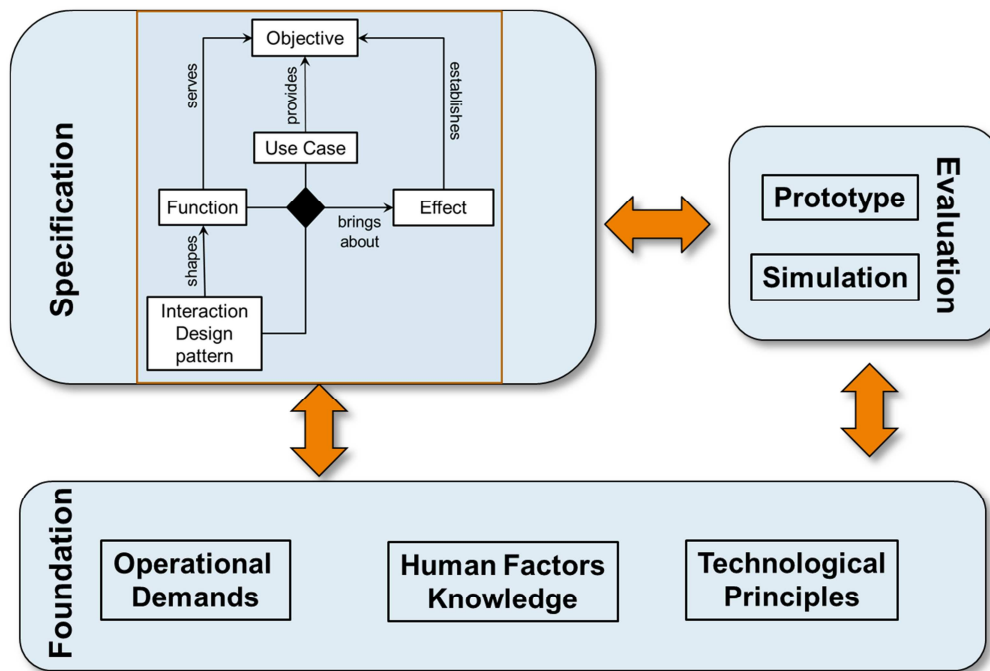 Specification
Objective
serves
provides
establishes
Use Case
Function
brings
about
Effect
shapes
Interaction
Design
pattern
Evaluation
Prototype
Simulation
Foundation
Operational
Demands
Human Factors
Knowledge
Technological
Principles